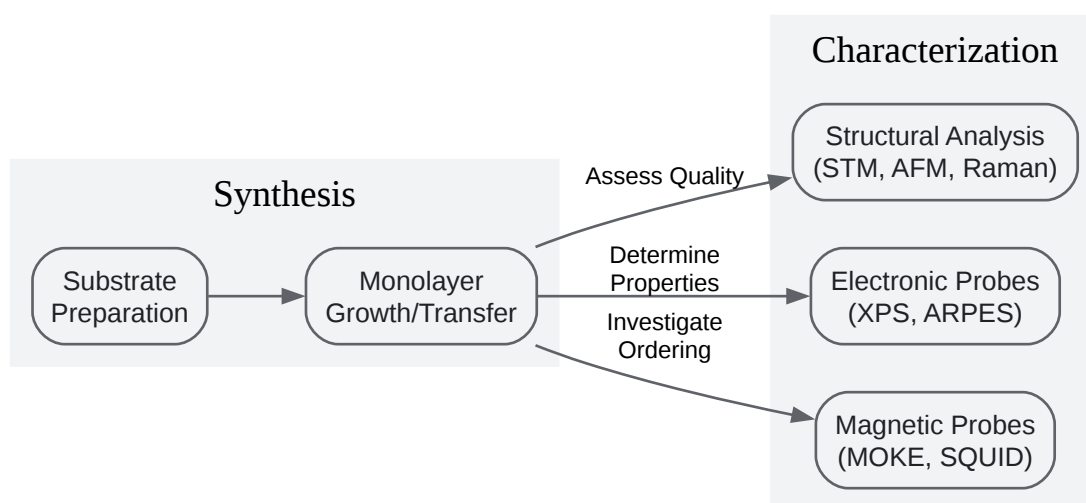 Synthesis
Substrate
Preparation
Monolayer
Growth/Transfer
Assess Quality
Determine
Properties
Investigate
Ordering
Characterization
Structural Analysis
(STM, AFM, Raman)
Electronic Probes
(XPS, ARPES)
Magnetic Probes
(MOKE, SQUID)